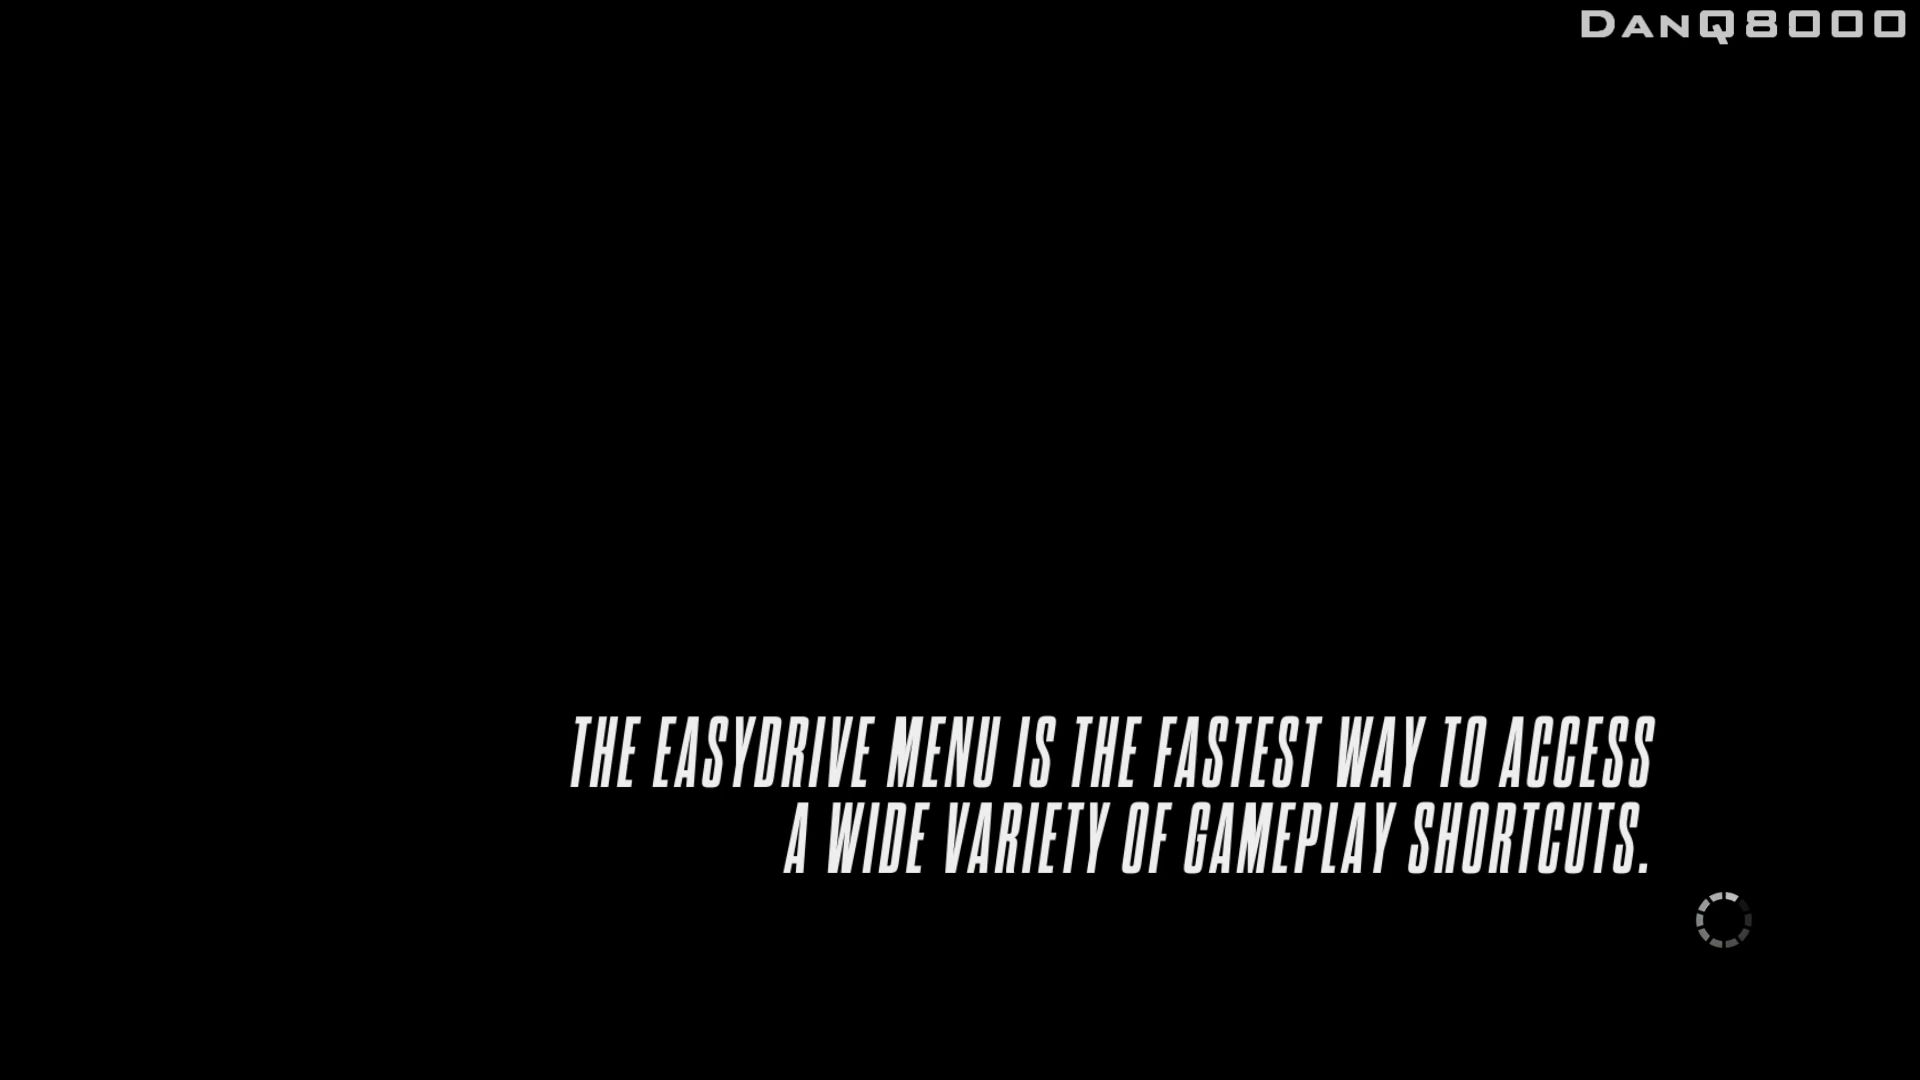 DanQ8000
THE EASYDRIVE MENU IS THE FASTEST WAY TO ACCESS
A WIDE VARIETY OF GAMEPLAY SHORTCUTS.